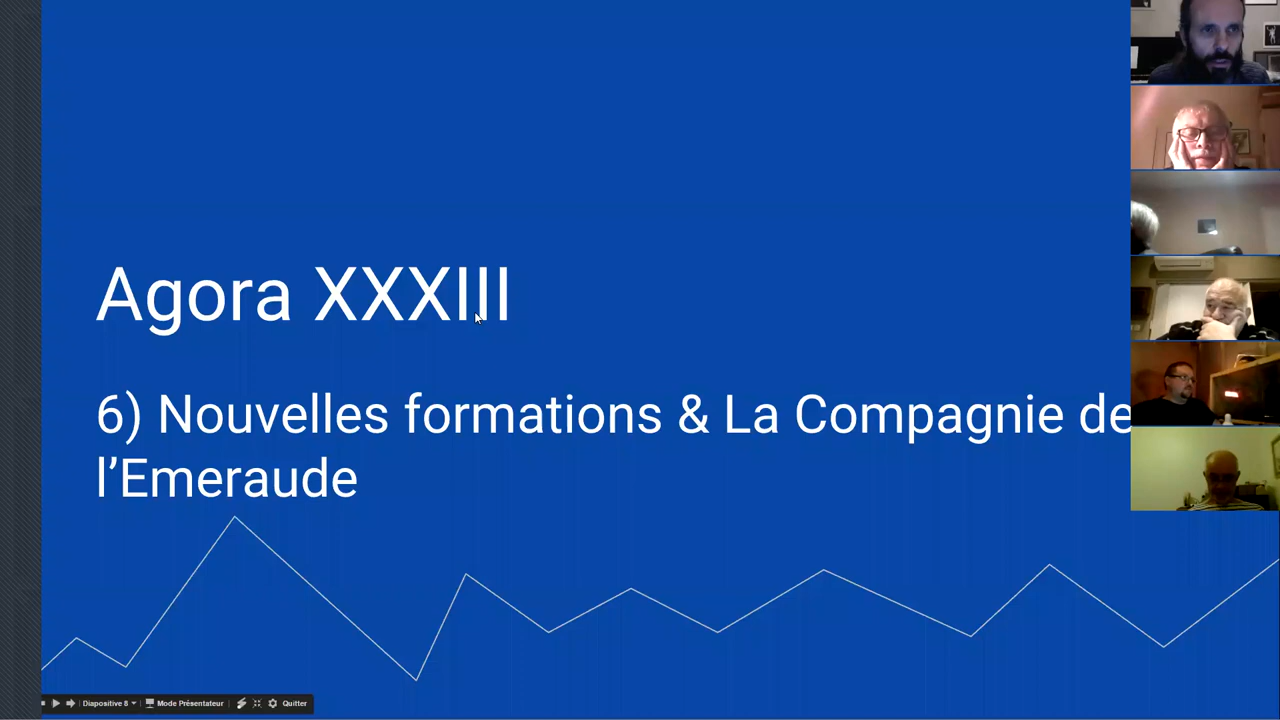 Agora XXXIII
6) Nouvelles formations & La Compagnie de
l’Emeraude
Diapositive 8
Mode Présentateur
Quitter